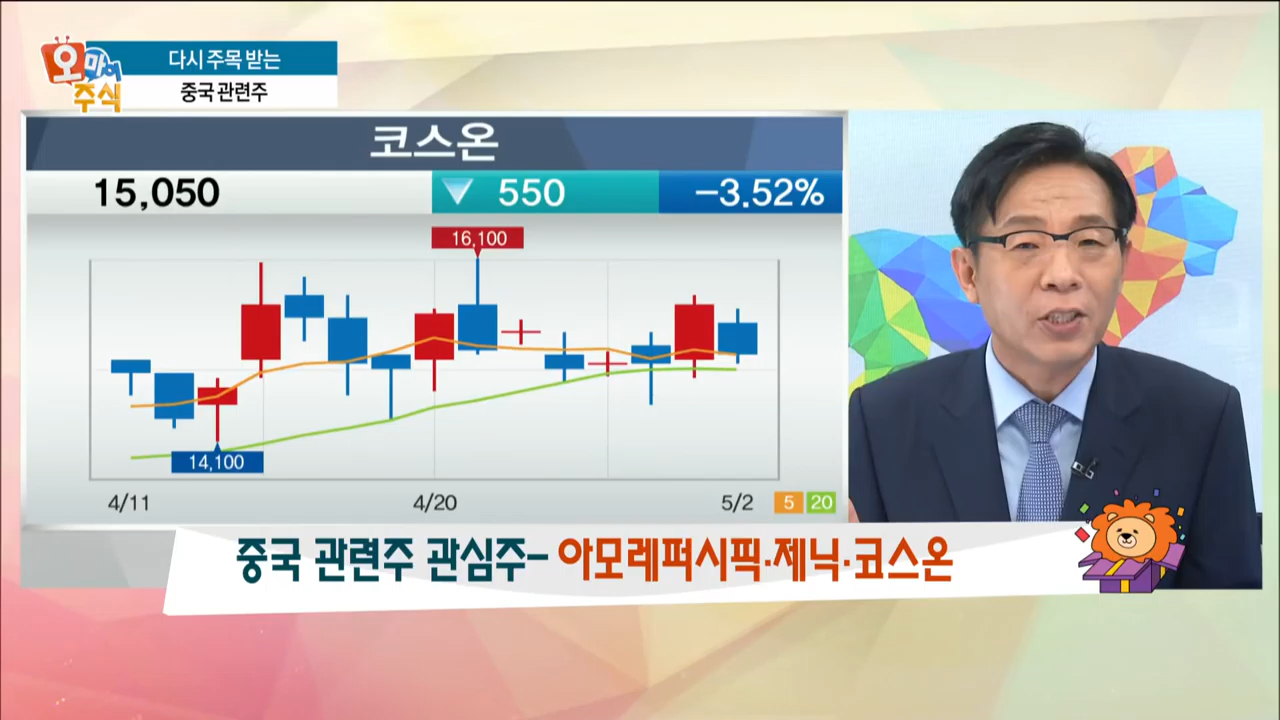 오마이
주식
다시 주목 받는
중국 관련주
코스온
15,050 ▼ 550 -3.52%
16,100
14,100
4/11 4/20 5/2 5 20
중국 관련주 관심주- 아모레퍼시픽·제닉·코스온